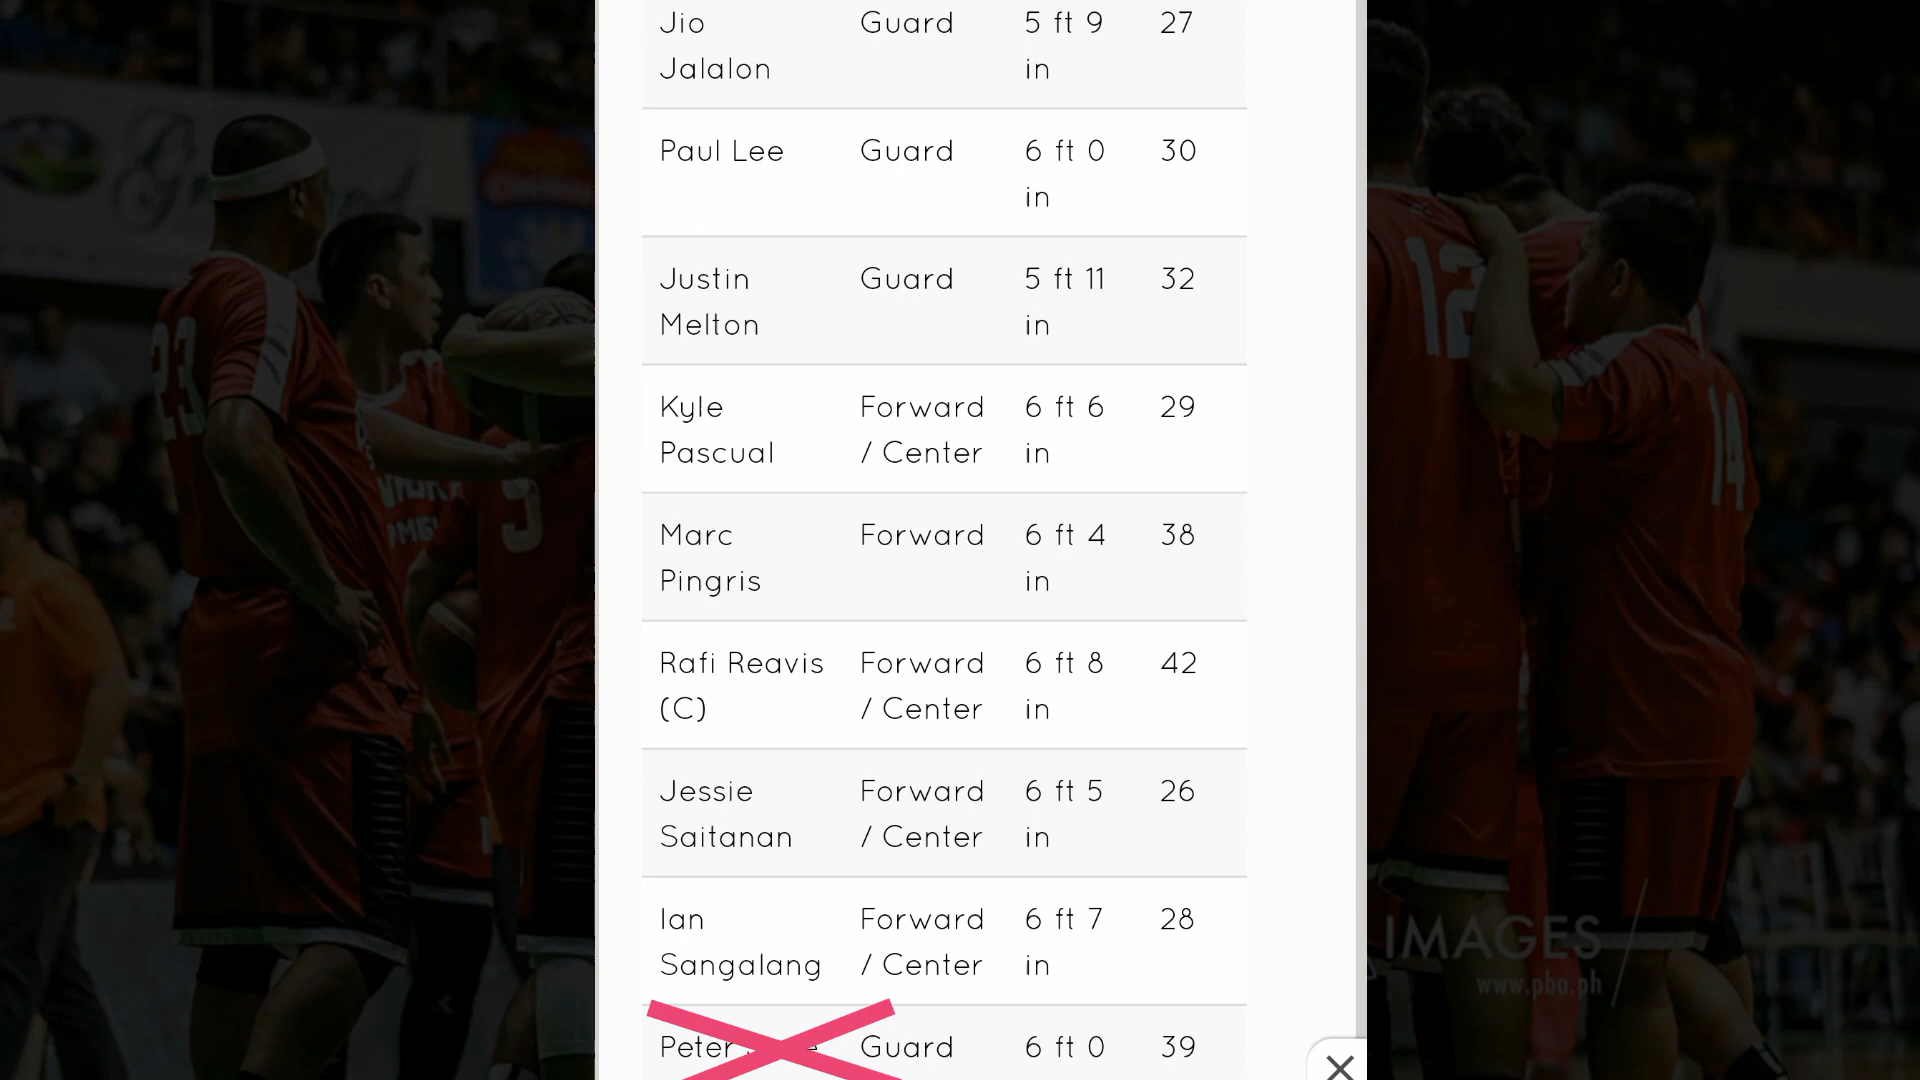 Jio Guard 5 ft 9 27
Jalalon in
Paul Lee Guard 6 ft 0 30
in
Justin Guard 5 ft 11 32
Melton in
Kyle Forward 6 ft 6 29
Pascual / Center in
Marc Forward 6 ft 4 38
Pingris in
Rafi Reavis Forward 6 ft 8 42
(C) / Center in
Jessie Forward 6 ft 5 26
Saitanan / Center in
Ian Forward 6 ft 7 28
Sangalang / Center in
Peter Guard 6 ft 0 39
23
12
14
5
IMAGES
www.pba.ph